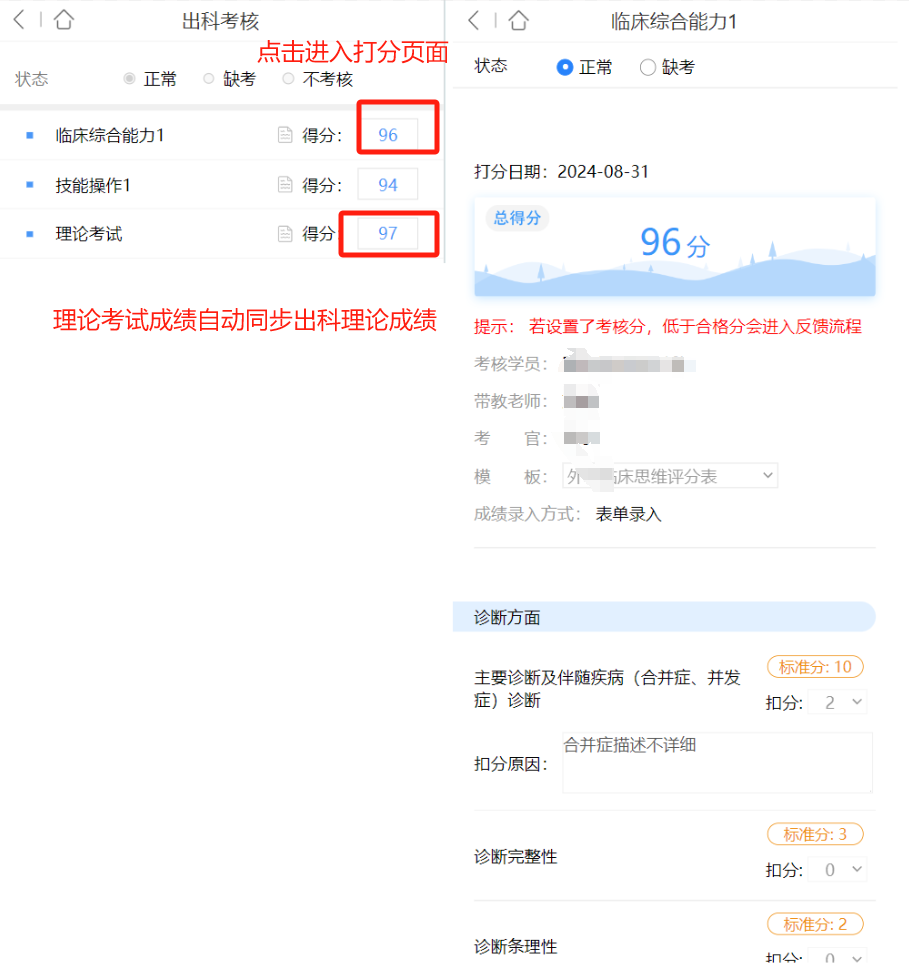 出科考核
点击进入打分页面
状态 正常 缺考 不考核
临床综合能力1 得分: 96
技能操作1 得分: 94
理论考试 得分: 97
理论考试成绩自动同步出科理论成绩
临床综合能力1
状态 正常 缺考
打分日期: 2024-08-31
总得分
96 分
提示: 若设置了考核分，低于合格分会进入反馈流程
考核学员:
带教老师:
考 官:
模 板: 外 临床思维评分表
成绩录入方式: 表单录入
诊断方面
标准分: 10
主要诊断及伴随疾病（合并症、并发
症）诊断
扣分: 2
合并症描述不详细
扣分原因:
标准分: 3
诊断完整性
扣分: 0
标准分: 2
诊断条理性
扣分: 0